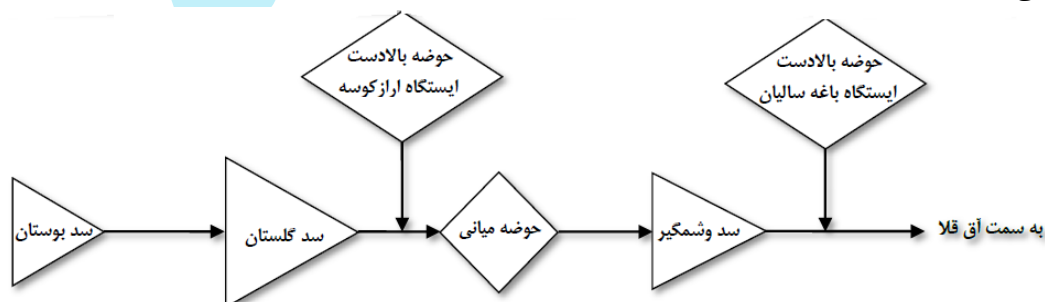 حوضه بالادست
ایستگاه ارازکوسه
حوضه بالادست
ایستگاه باغه سالیان
سد بوستان
سد گلستان
حوضه میانی
سد وشمگیر
به سمت آق قلا